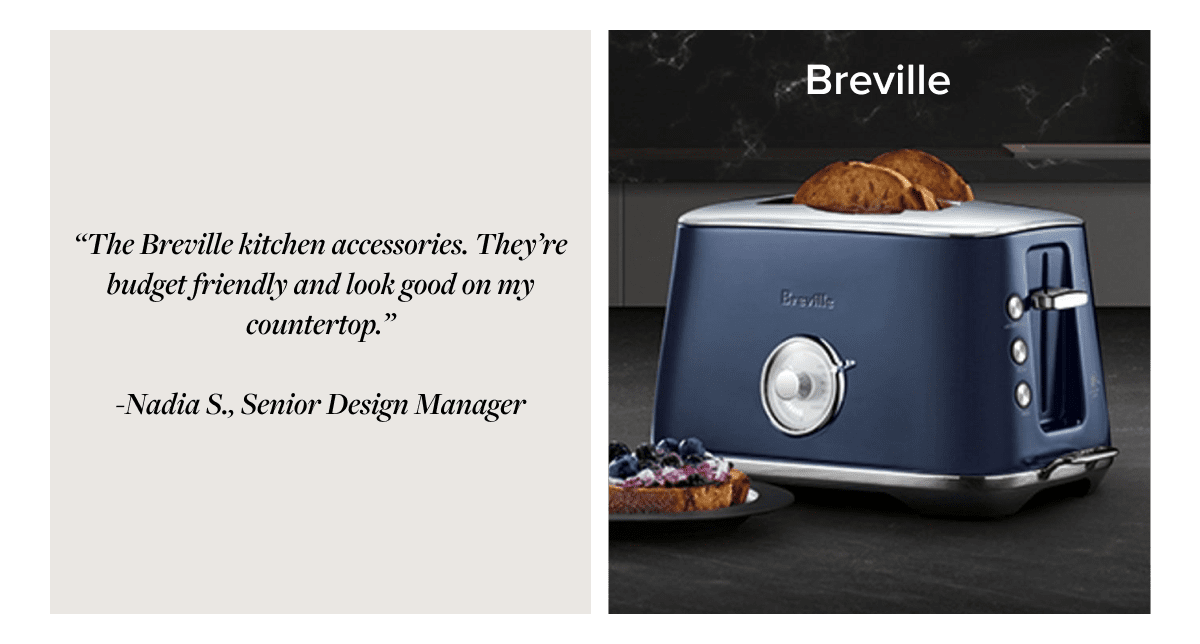 “The Breville kitchen accessories. They’re
budget friendly and look good on my
countertop.”
-Nadia S., Senior Design Manager
Breville
Breville